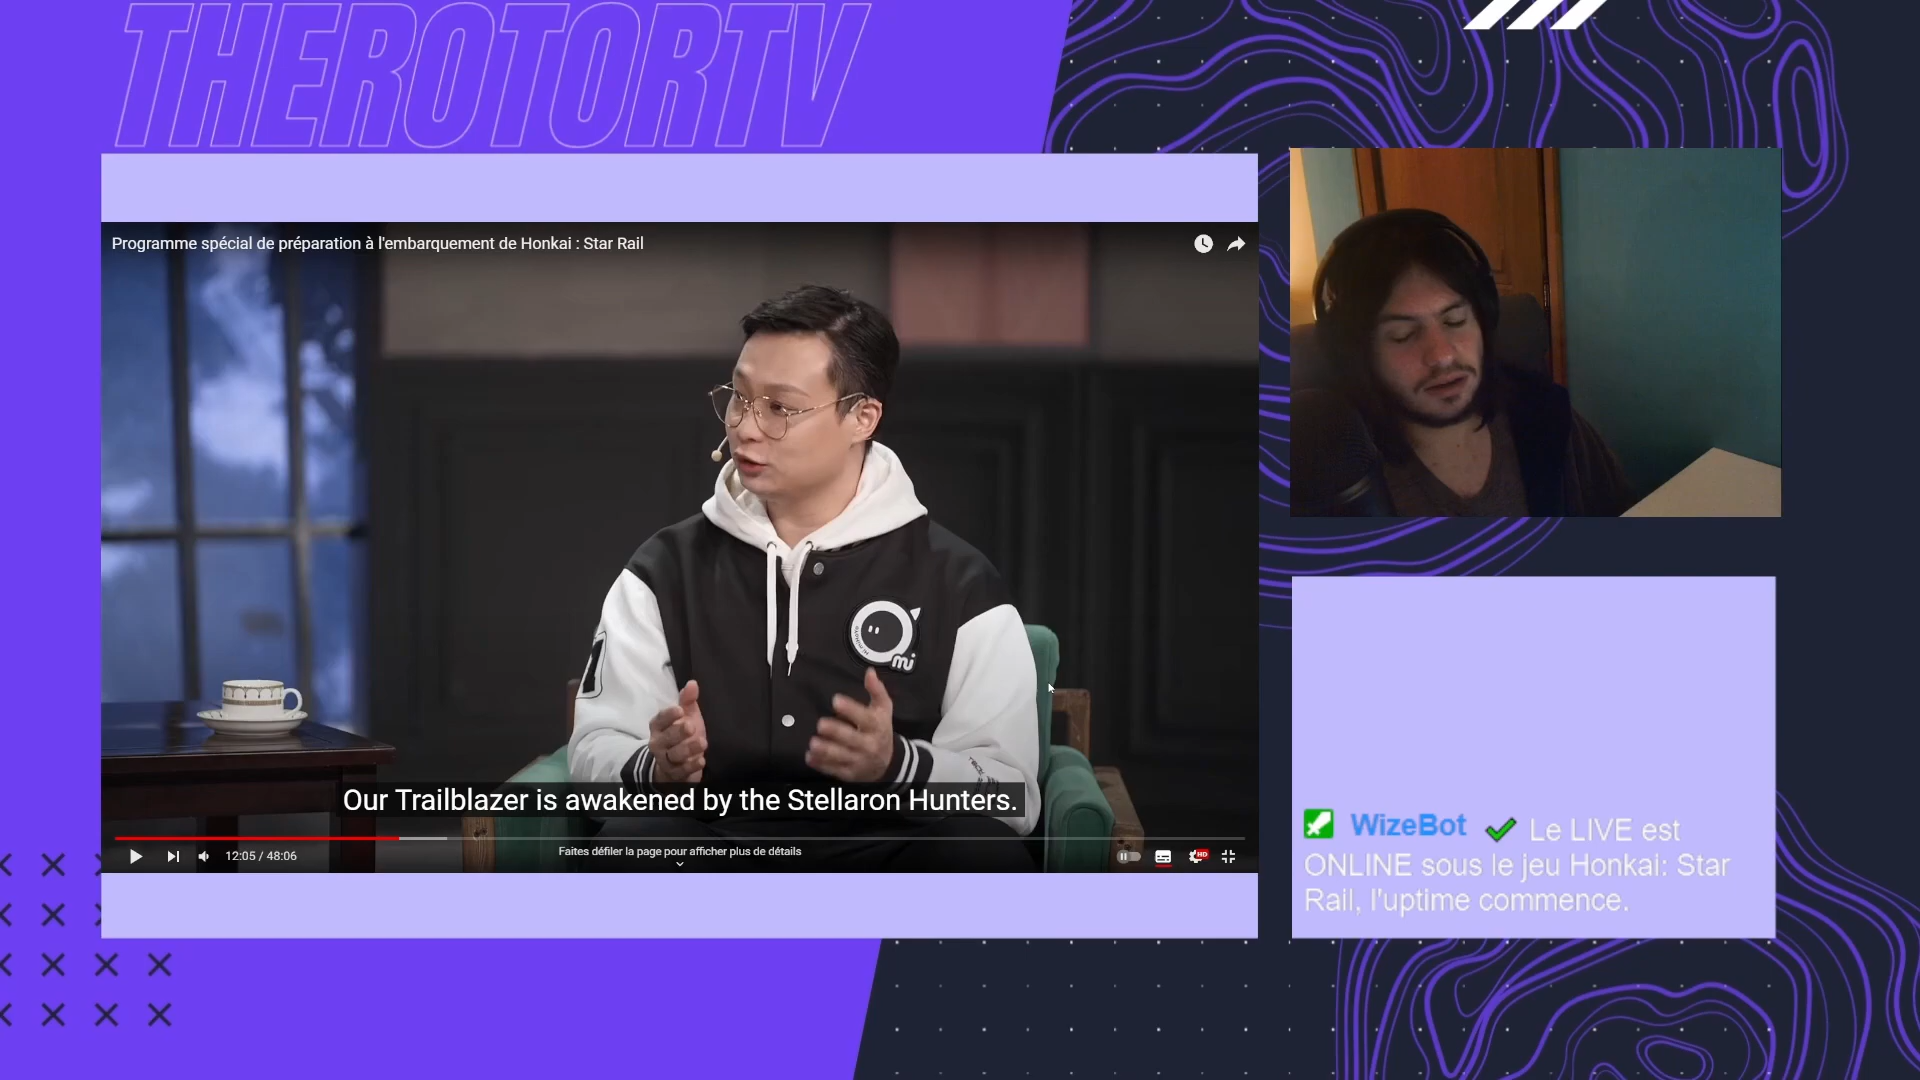 THEROTORTV
Programme spécial de préparation à l'embarquement de Honkai : Star Rail
mi
Our Trailblazer is awakened by the Stellaron Hunters.
12:05 / 48:06
Faites défiler la page pour afficher plus de détails
HD
WizeBot Le LIVE est
ONLINE sous le jeu Honkai: Star
Rail, l'uptime commence.